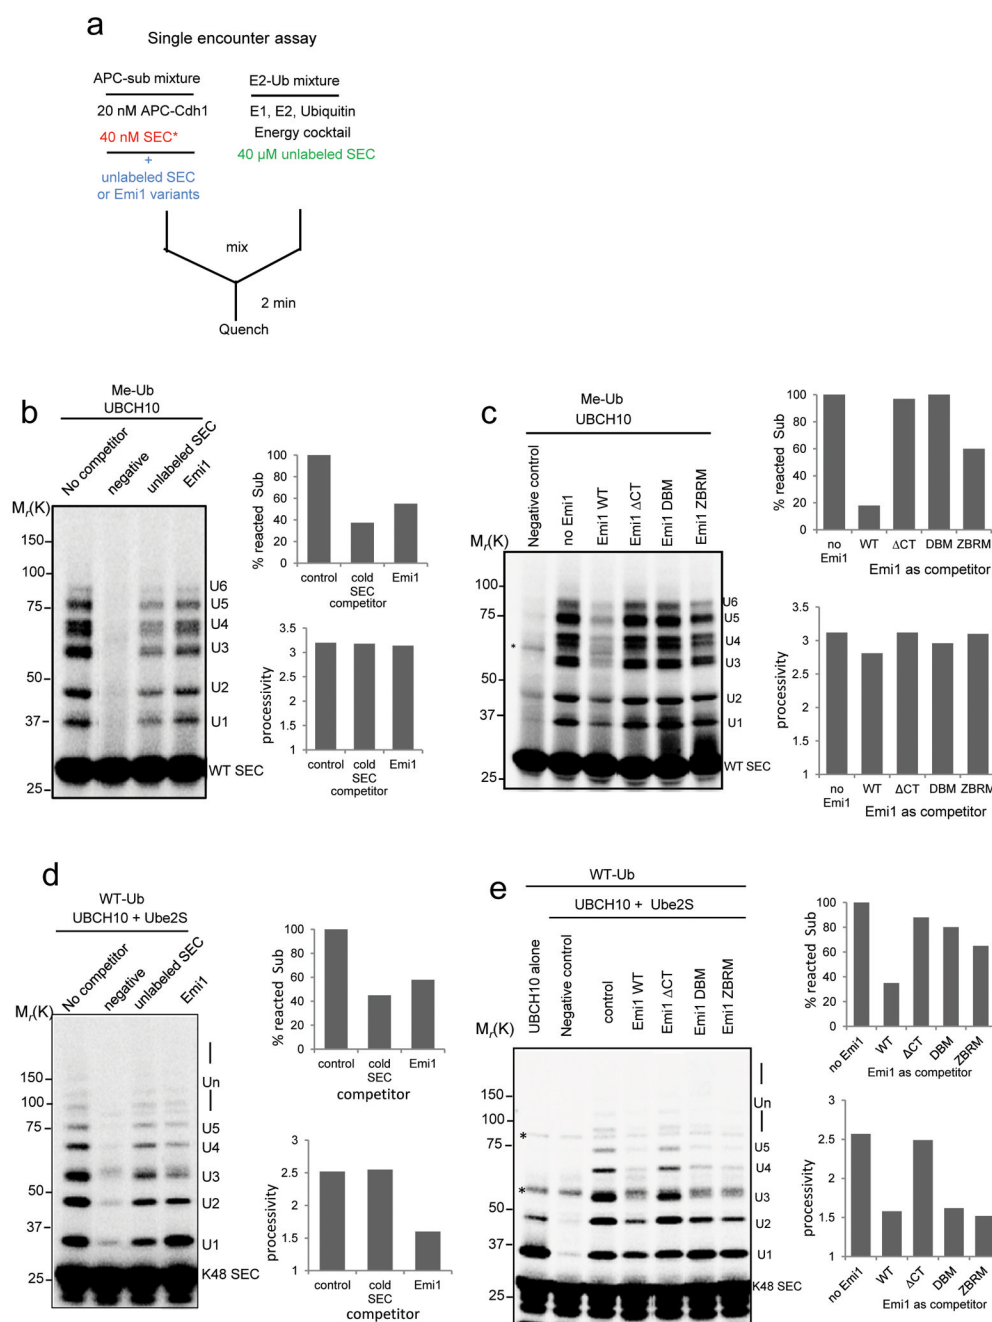 a
Single encounter assay
APC-sub mixture
20 nM APC-Cdh1
40 nM SEC*
+
unlabeled SEC
or Emi1 variants
E2-Ub mixture
E1, E2, Ubiquitin
Energy cocktail
40 µM unlabeled SEC
mix
2 min
Quench
b
Me-Ub
UBCH10
No competitor
negative
unlabeled SEC
Emi1
Mr(K)
150
100
75
50
37
25
U6
U5
U4
U3
U2
U1
WT SEC
% reacted Sub
100
80
60
40
20
0
control
cold
SEC
Emi1
competitor
processivity
3.5
3
2.5
2
1.5
1
control
cold
SEC
Emi1
competitor
c
Me-Ub
UBCH10
Negative control
no Emi1
Emi1 WT
Emi1 ΔCT
Emi1 DBM
Emi1 ZBRM
Mr(K)
100
75
*
50
37
25
U6
U5
U4
U3
U2
U1
WT SEC
% reacted Sub
100
80
60
40
20
0
no
Emi1
WT
ΔCT
DBM
ZBRM
Emi1 as competitor
processivity
3.5
3
2.5
2
1.5
1
no
Emi1
WT
ΔCT
DBM
ZBRM
Emi1 as competitor
d
WT-Ub
UBCH10 + Ube2S
No competitor
negative
unlabeled SEC
Emi1
Mr(K)
150
100
75
50
37
25
Un
U5
U4
U3
U2
U1
K48 SEC
% reacted Sub
100
80
60
40
20
0
control
cold
SEC
Emi1
competitor
processivity
3
2.5
2
1.5
1
control
cold
SEC
Emi1
competitor
e
WT-Ub
UBCH10 + Ube2S
UBCH10 alone
Negative control
control
Emi1 WT
Emi1 ΔCT
Emi1 DBM
Emi1 ZBRM
Mr(K)
150
100
75
50
37
25
*
*
Un
U5
U4
U3
U2
U1
K48 SEC
% reacted Sub
100
80
60
40
20
0
no Emi1
WT
ΔCT
DBM
ZBRM
Emi1 as competitor
processivity
3
2.5
2
1.5
1
no Emi1
WT
ΔCT
DBM
ZBRM
Emi1 as competitor